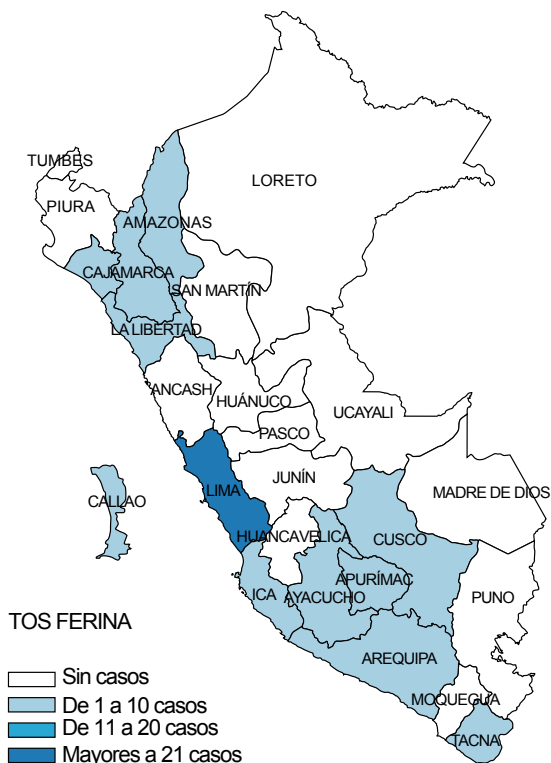 TUMBES
LORETO
PIURA
AMAZONAS
CAJAMARCA
SAN MARTÍN
LA LIBERTAD
ANCASH
HUÁNUCO
UCAYALI
PASCO
JUNÍN
LIMA
MADRE DE DIOS
CALLAO
HUANCAVELICA
CUSCO
APURÍMAC
ICA
AYACUCHO
PUNO
AREQUIPA
MOQUEGUA
TACNA
TOS FERINA
Sin casos
De 1 a 10 casos
De 11 a 20 casos
Mayores a 21 casos